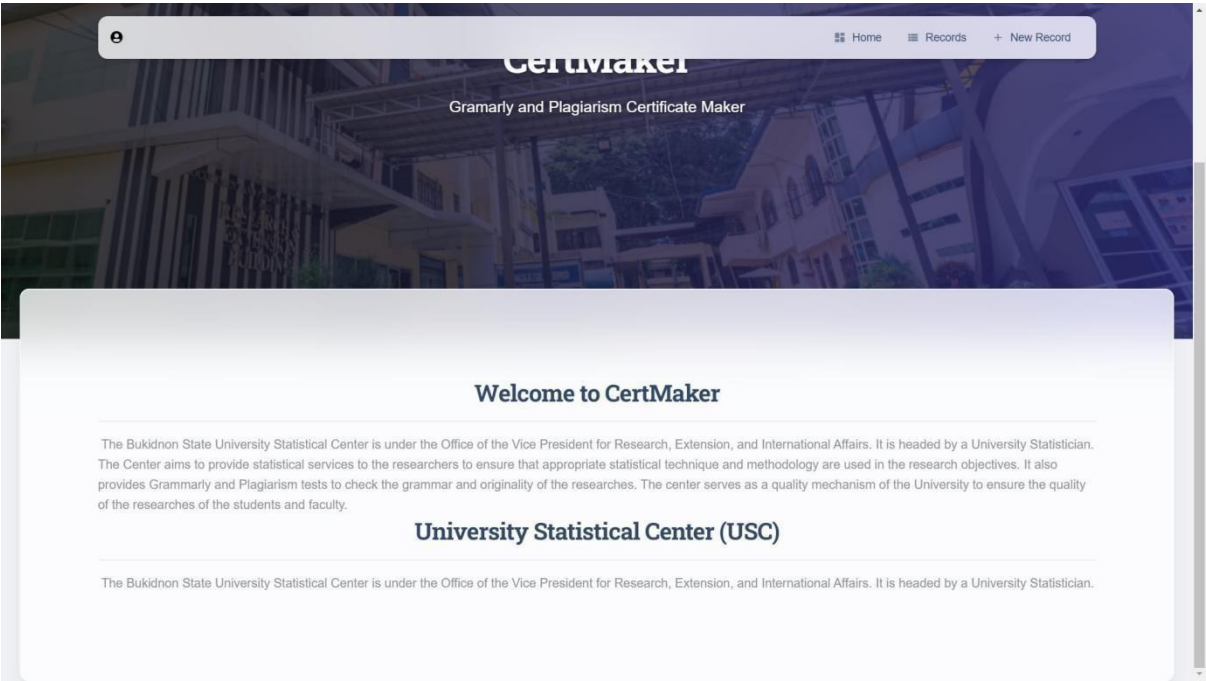 Home Records + New Record
CertMaker
Gramarly and Plagiarism Certificate Maker
BUILDING
Welcome to CertMaker
The Bukidnon State University Statistical Center is under the Office of the Vice President for Research, Extension, and International Affairs. It is headed by a University Statistician.
The Center aims to provide statistical services to the researchers to ensure that appropriate statistical technique and methodology are used in the research objectives. It also
provides Grammarly and Plagiarism tests to check the grammar and originality of the researches. The center serves as a quality mechanism of the University to ensure the quality
of the researches of the students and faculty.
University Statistical Center (USC)
The Bukidnon State University Statistical Center is under the Office of the Vice President for Research, Extension, and International Affairs. It is headed by a University Statistician.